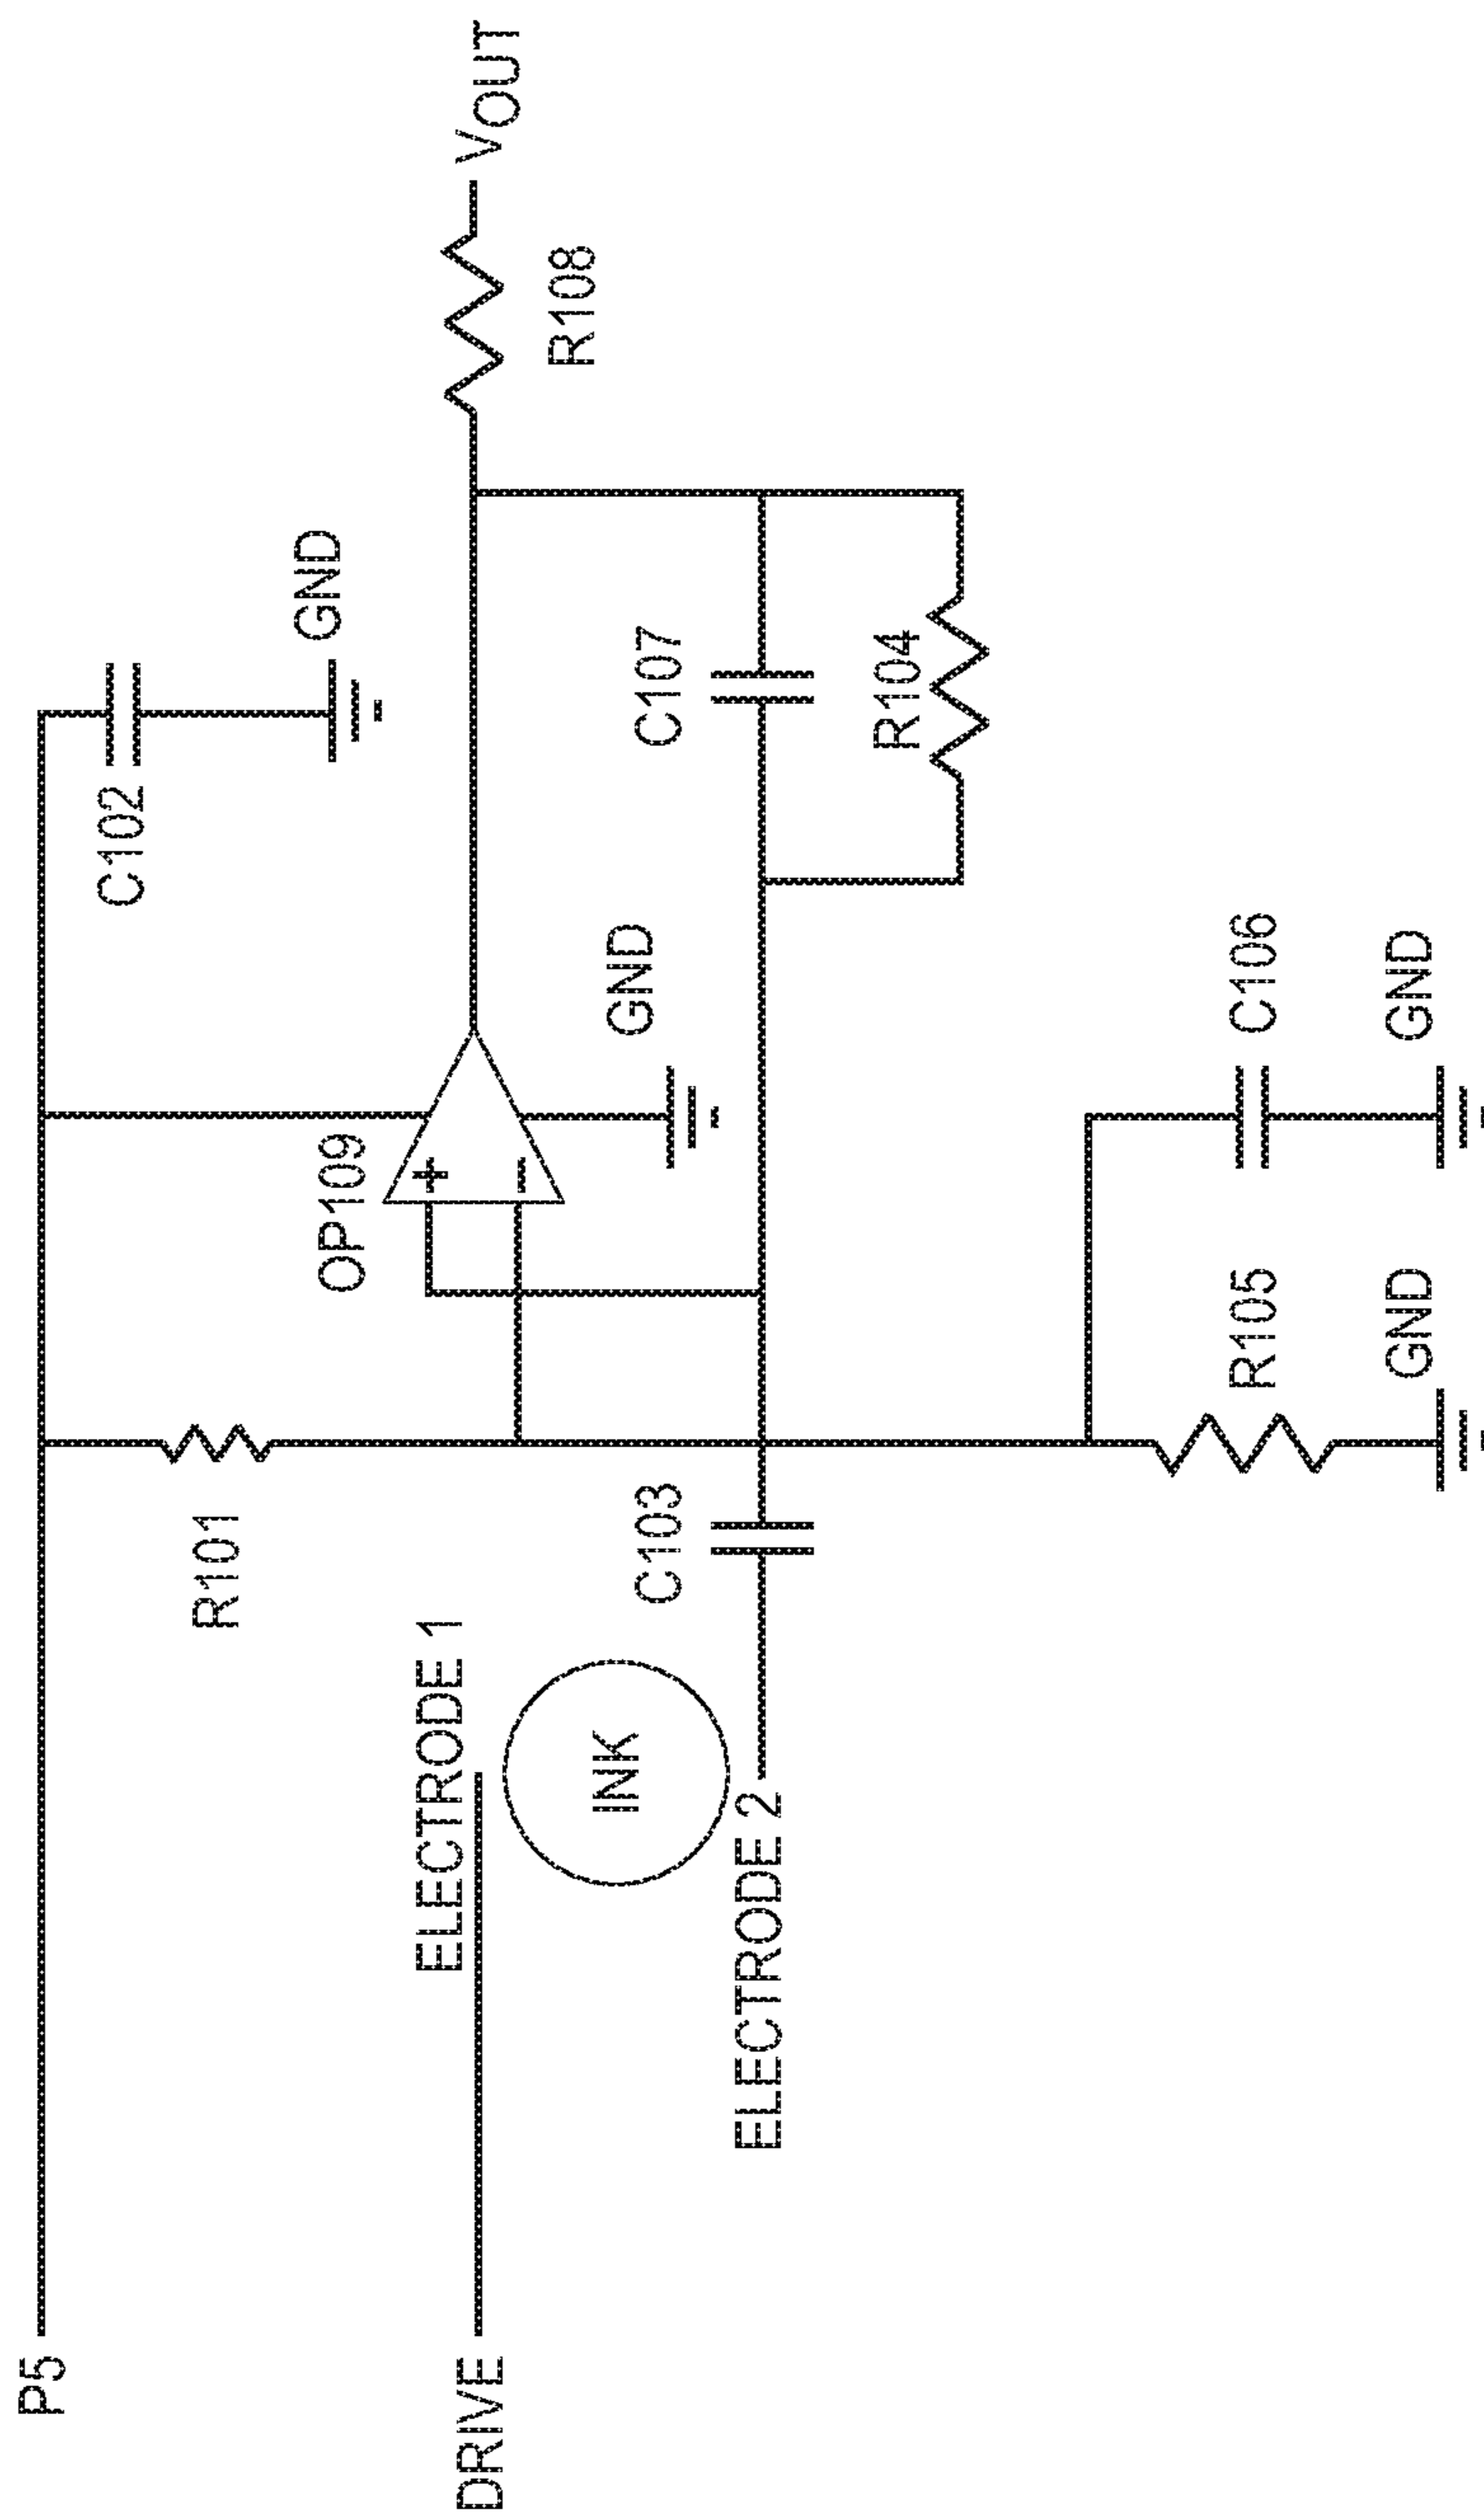 P5
DRIVE
ELECTRODE 1
INK
ELECTRODE 2
R101
C103
OP109
+
−
GND
C102
GND
C107
R104
R108
VOUT
R105
GND
C106
GND